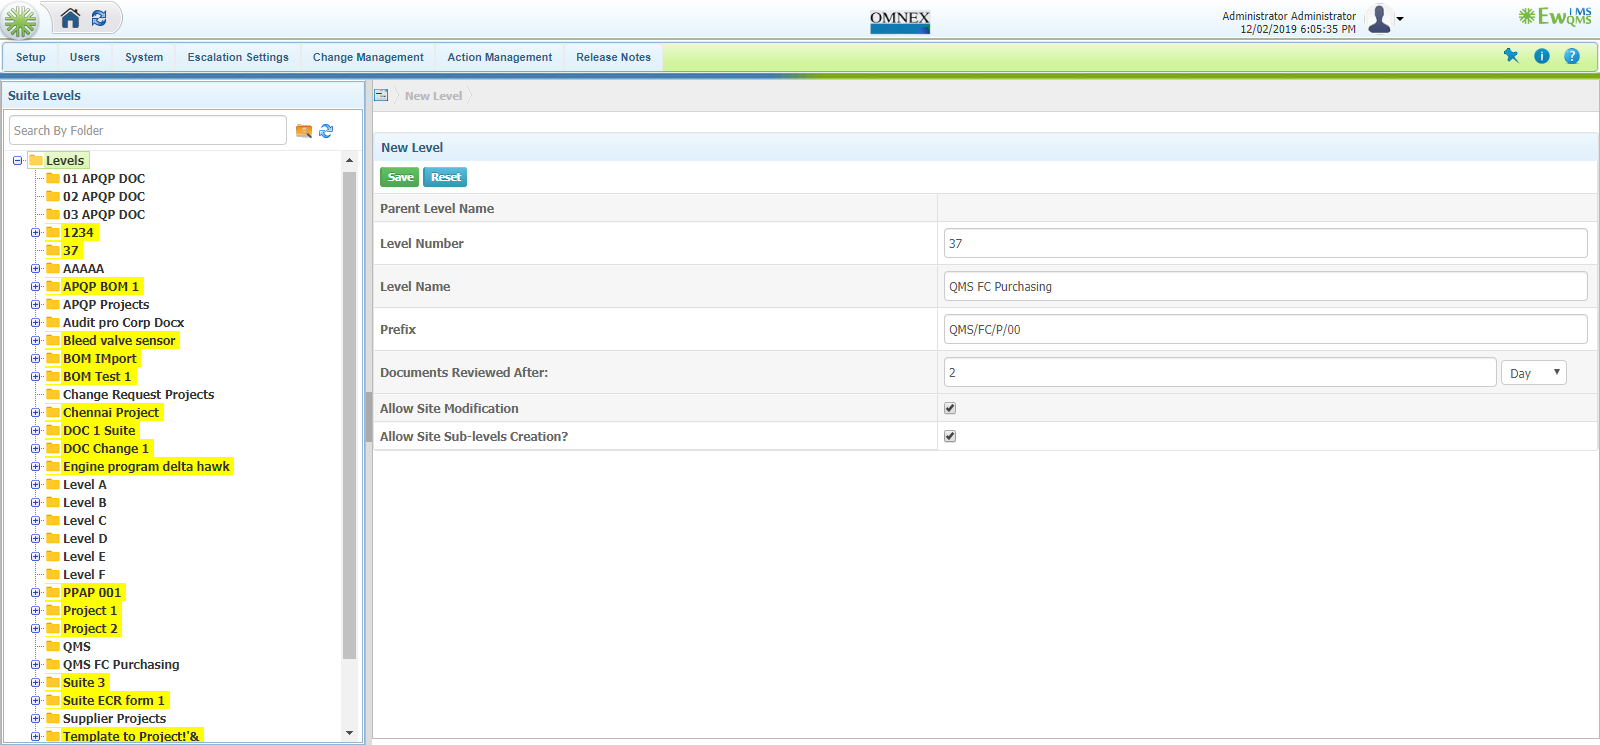 OMNEX
Administrator Administrator
12/02/2019 6:05:35 PM
EwIMS
QMS
Setup Users System Escalation Settings Change Management Action Management Release Notes
Suite Levels
Search By Folder
Levels
01 APQP DOC
02 APQP DOC
03 APQP DOC
1234
37
AAAAA
APQP BOM 1
APQP Projects
Audit pro Corp Docx
Bleed valve sensor
BOM IMport
BOM Test 1
Change Request Projects
Chennai Project
DOC 1 Suite
DOC Change 1
Engine program delta hawk
Level A
Level B
Level C
Level D
Level E
Level F
PPAP 001
Project 1
Project 2
QMS
QMS FC Purchasing
Suite 3
Suite ECR form 1
Supplier Projects
Template to Project!'&
New Level
New Level
Save Reset
Parent Level Name
Level Number 37
Level Name QMS FC Purchasing
Prefix QMS/FC/P/00
Documents Reviewed After: 2 Day
Allow Site Modification
Allow Site Sub-levels Creation?